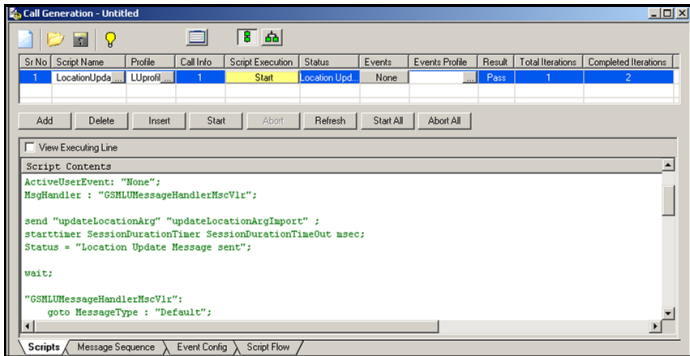 Call Generation - Untitled
Sr No Script Name Profile Call Info Script Execution Status Events Events Profile Result Total Iterations Completed Iterations
1 LocationUpda ... LUprofil ... 1 Start Location Upd... None ... Pass 1 2
Add Delete Insert Start Abort Refresh Start All Abort All
View Executing Line
Script Contents
ActiveUserEvent: "None";
MsgHandler : "GSMLUMessageHandlerMscVlr";
send "updateLocationArg" "updateLocationArgImport" ;
starttimer SessionDurationTimer SessionDurationTimeOut msec;
Status = "Location Update Message sent";
wait;
"GSMLUMessageHandlerMscVlr":
goto MessageType : "Default";
Scripts Message Sequence Event Config Script Flow